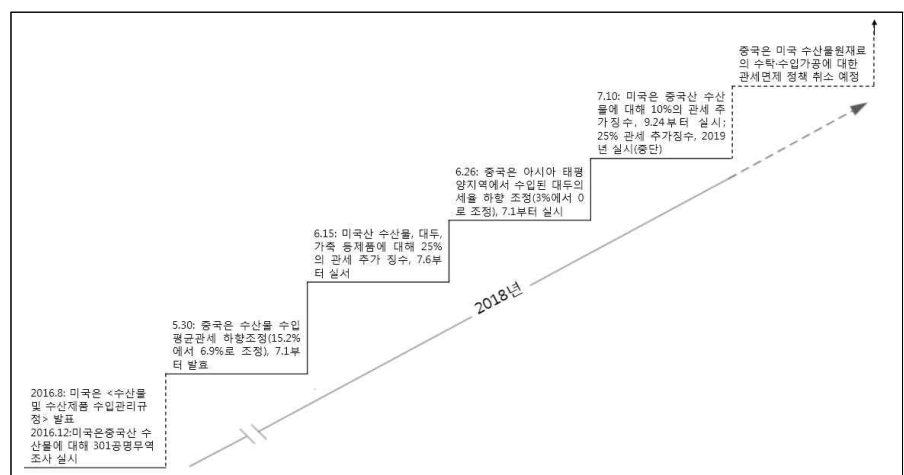 중국은 미국 수산물원재료
의 수탁·수입가공에 대한
관세면제 정책 취소 예정
7.10: 미국은 중국산 수산
물에 대해 10%의 관세 추
가징수, 9.24부터 실시;
25% 관세 추가징수, 2019
년 실시(중단)
6.26: 중국은 아시아 태평
양지역에서 수입된 대두의
세율 하향 조정(3%에서 0
로 조정), 7.1부터 실시
6.15: 미국산 수산물, 대두,
가축 등제품에 대해 25%
의 관세 추가 징수, 7.6부
터 실서
5.30: 중국은 수산물 수입
평균관세 하향조정(15.2%
에서 6.9%로 조정), 7.1부
터 발효
2016.8: 미국은 <수산물
및 수산제품 수입관리규
정> 발표
2016.12:미국은중국산 수
산물에 대해 301공명무역
조사 실시
2018년